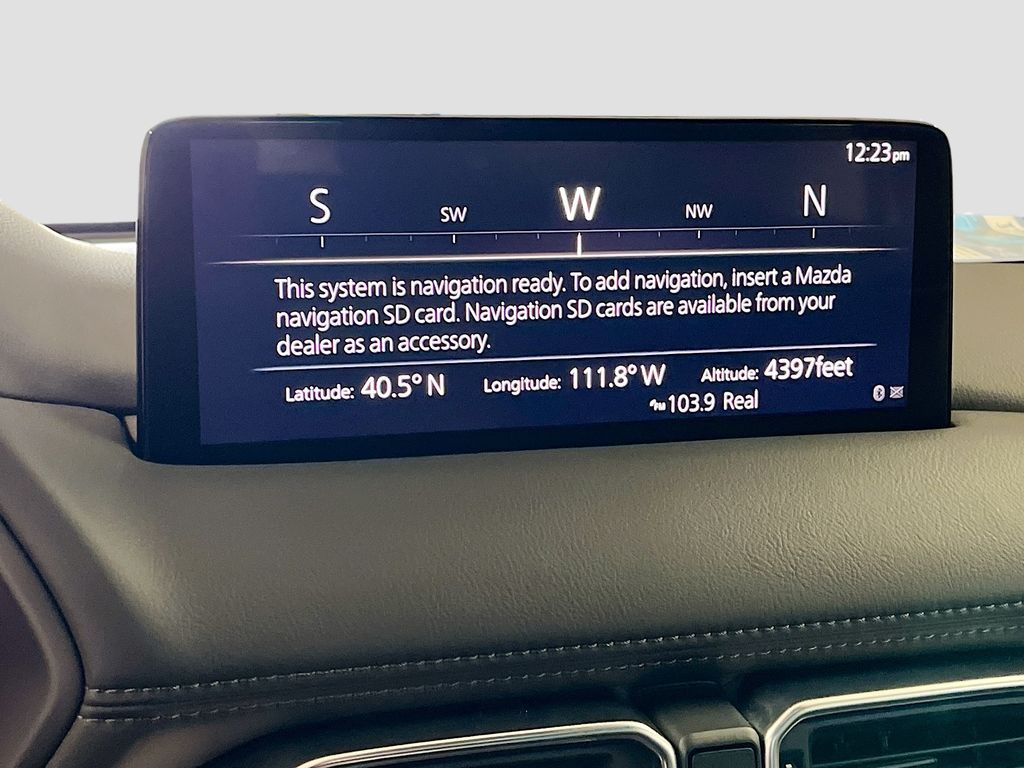 12:23pm
S SW W NW N
This system is navigation ready. To add navigation, insert a Mazda
navigation SD card. Navigation SD cards are available from your
dealer as an accessory.
Latitude: 40.5° N Longitude: 111.8° W Altitude: 4397feet
103.9 Real